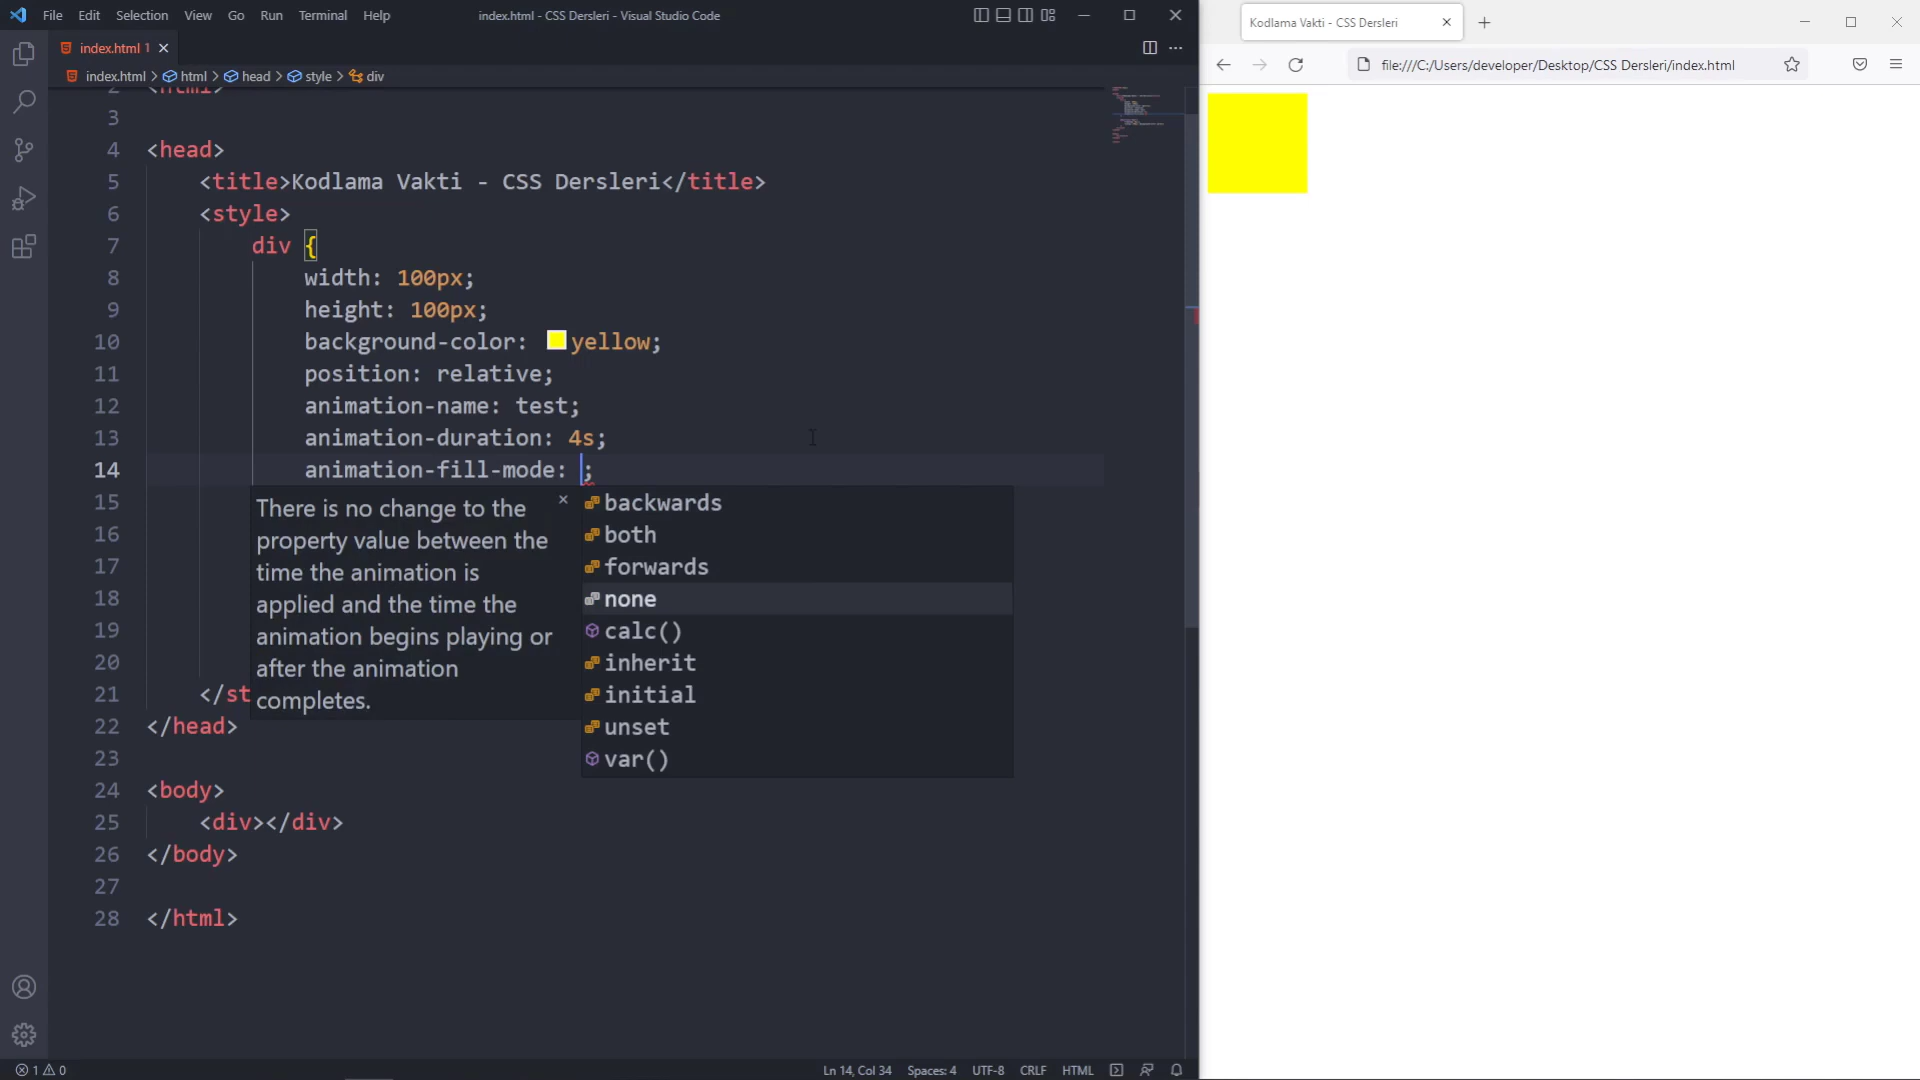 File Edit Selection View Go Run Terminal Help index.html - CSS Dersleri - Visual Studio Code
index.html 1
index.html > html > head > style > div
2 <html>
3
4 <head>
5 <title>Kodlama Vakti - CSS Dersleri</title>
6 <style>
7 div {
8 width: 100px;
9 height: 100px;
10 background-color: yellow;
11 position: relative;
12 animation-name: test;
13 animation-duration: 4s;
14 animation-fill-mode: ;
15
16
17
18
19
20
21 </st
22 </head>
23
24 <body>
25 <div></div>
26 </body>
27
28 </html>
There is no change to the
property value between the
time the animation is
applied and the time the
animation begins playing or
after the animation
completes.
backwards
both
forwards
none
calc()
inherit
initial
unset
var()
1 0
Ln 14, Col 34 Spaces: 4 UTF-8 CRLF HTML
Kodlama Vakti - CSS Dersleri
file:///C:/Users/developer/Desktop/CSS Dersleri/index.html